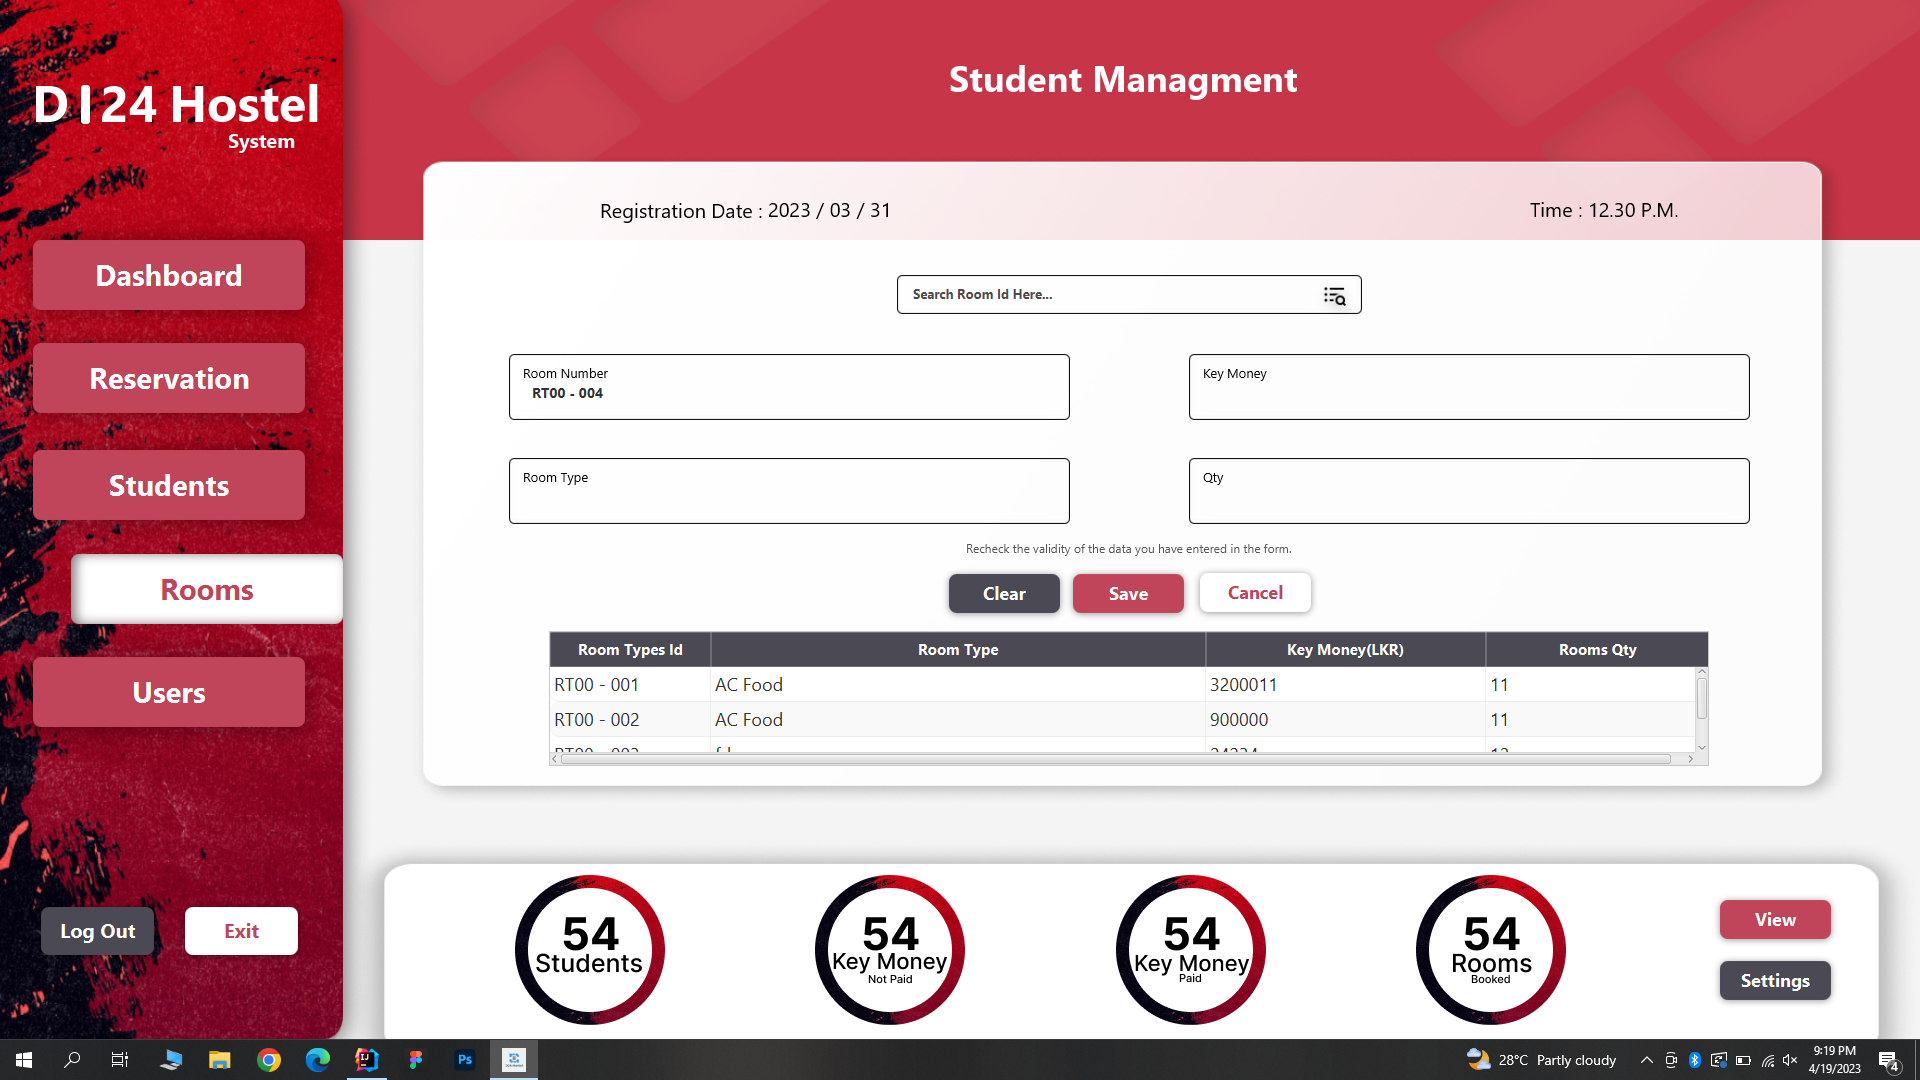 D I24 Hostel
System
Dashboard
Reservation
Students
Rooms
Users
Log Out
Exit
Student Managment
Registration Date : 2023 / 03 / 31
Time : 12.30 P.M.
Search Room Id Here...
Room Number
RT00 - 004
Key Money
Room Type
Qty
Recheck the validity of the data you have entered in the form.
Clear
Save
Cancel
Room Types Id Room Type Key Money(LKR) Rooms Qty
RT00 - 001 AC Food 3200011 11
RT00 - 002 AC Food 900000 11
54
Students
54
Key Money
Not Paid
54
Key Money
Paid
54
Rooms
Booked
View
Settings
28°C Partly cloudy
9:19 PM
4/19/2023
4
IJ
Ps